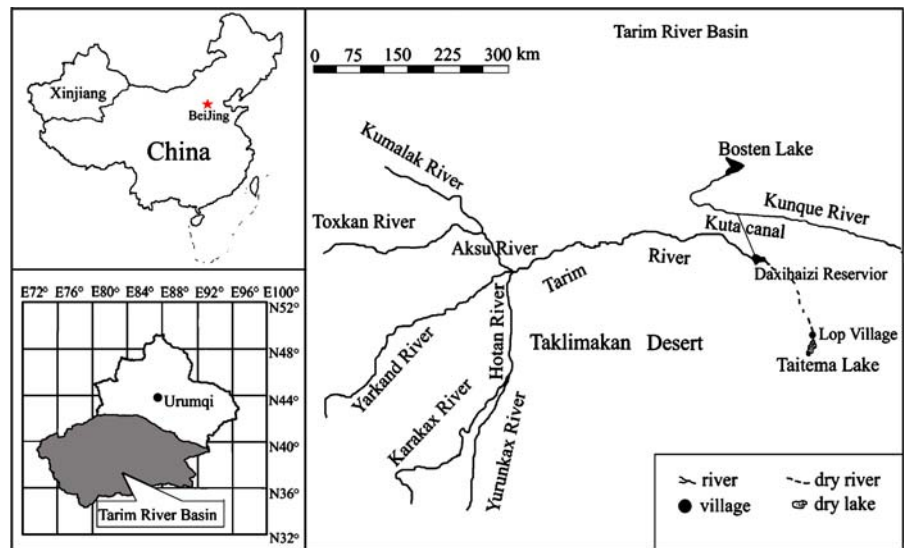 Xinjiang
BeiJing
China
E72° E76° E80° E84° E88° E92° E96° E100°
N52°
N48°
N44°
N40°
N36°
N32°
Urumqi
Tarim River Basin
0 75 150 225 300 km
Tarim River Basin
Kumalak River
Toxkan River
Aksu River
Yarkand River
Hotan River
Karakax River
Yurunkax River
Tarim River
Taklimakan Desert
Bosten Lake
Kunque River
Kuta canal
Daxihaizi Reservior
Lop Village
Taitema Lake
river
dry river
village
dry lake